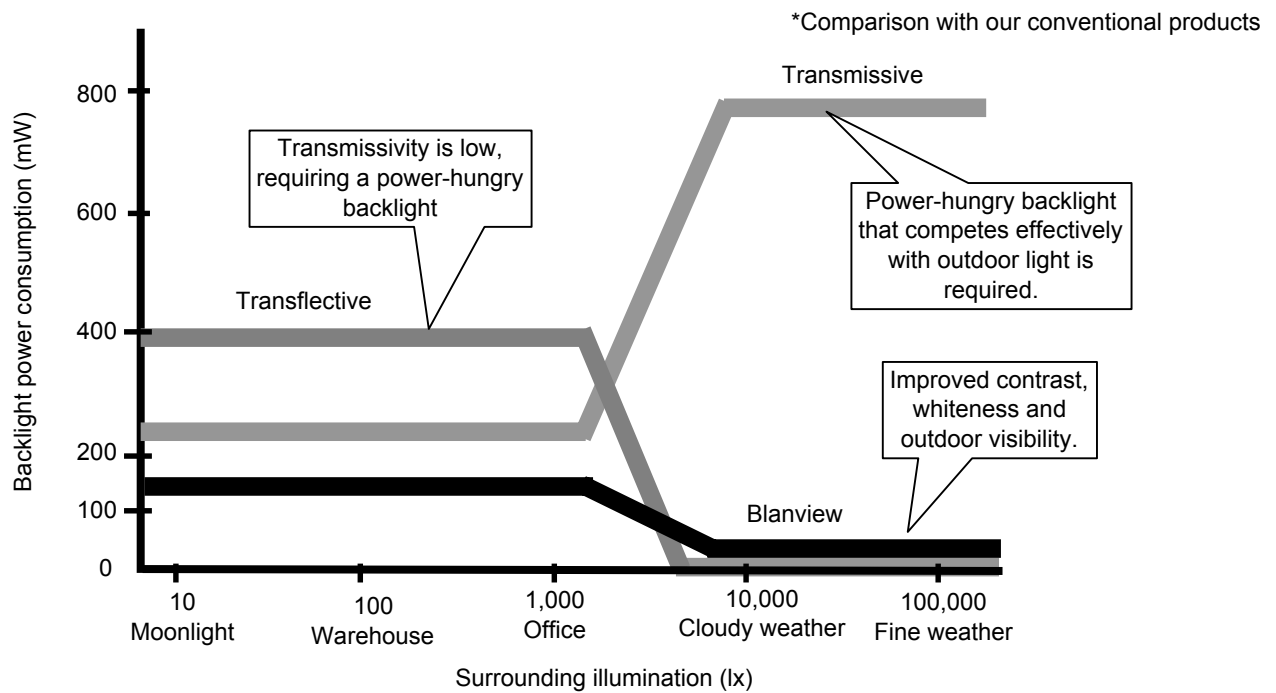 *Comparison with our conventional products
Backlight power consumption (mW)
800
600
400
200
100
0
Transmissive
Transmissivity is low,
requiring a power-hungry
backlight
Power-hungry backlight
that competes effectively
with outdoor light is
required.
Transflective
Improved contrast,
whiteness and
outdoor visibility.
Blanview
10
Moonlight
100
Warehouse
1,000
Office
10,000
Cloudy weather
100,000
Fine weather
Surrounding illumination (lx)